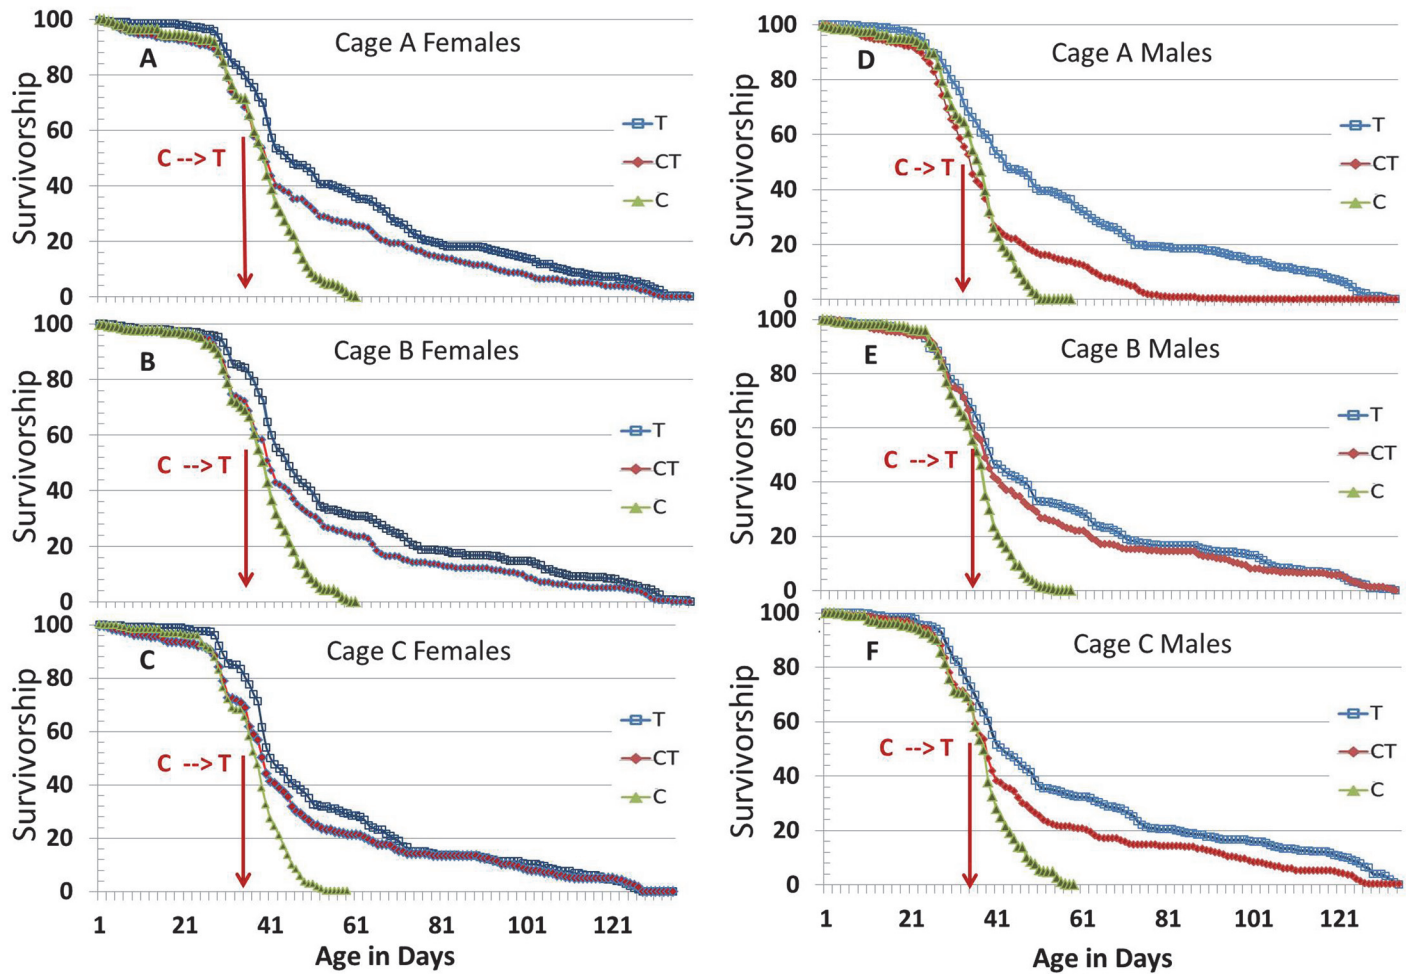 Cage A Females
A
Survivorship
100
80
60
40
20
0
C --> T
T
CT
C
Cage A Males
D
Survivorship
100
80
60
40
20
0
C --> T
T
CT
C
Cage B Females
B
Survivorship
100
80
60
40
20
0
C --> T
T
CT
C
Cage B Males
E
Survivorship
100
80
60
40
20
0
C --> T
T
CT
C
Cage C Females
C
Survivorship
100
80
60
40
20
0
C --> T
T
CT
C
1 21 41 61 81 101 121
Age in Days
Cage C Males
F
Survivorship
100
80
60
40
20
0
C --> T
T
CT
C
1 21 41 61 81 101 121
Age in Days